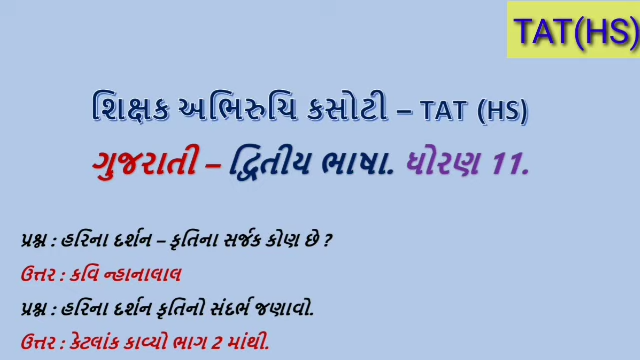 TAT(HS)
શિક્ષક અભિરુચિ કસોટી – TAT (HS)
ગુજરાતી – દ્વિતીય ભાષા. ધોરણ 11.
પ્રશ્ન : હરિના દર્શન – કૃતિના સર્જક કોણ છે ?
ઉત્તર : કવિ ન્હાનાલાલ
પ્રશ્ન : હરિના દર્શન કૃતિનો સંદર્ભ જણાવો.
ઉત્તર : કેટલાંક કાવ્યો ભાગ 2 માંથી.